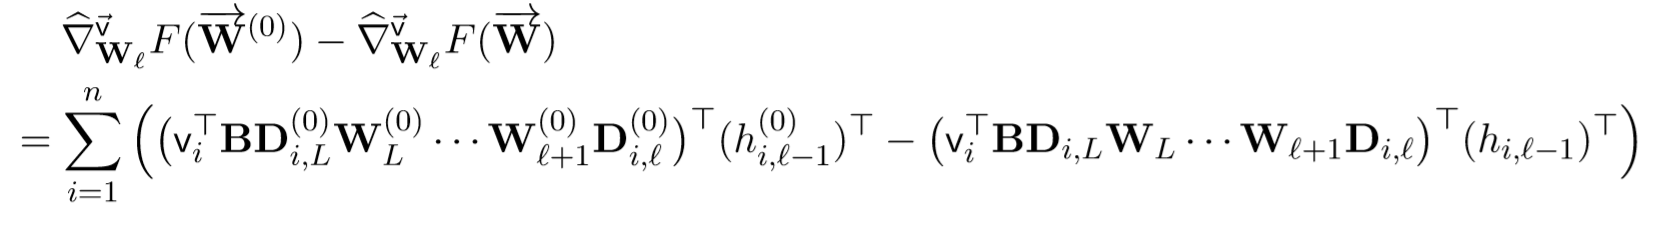 $\widehat{\nabla}^{\vec{\mathsf{v}}}_{\mathbf{W}_\ell} F(\overrightarrow{\mathbf{W}}^{(0)}) - \widehat{\nabla}^{\vec{\mathsf{v}}}_{\mathbf{W}_\ell} F(\overrightarrow{\mathbf{W}})$
$= \sum_{i=1}^{n} \Big( \big(\mathsf{v}_i^\top \mathbf{B} \mathbf{D}_{i,L}^{(0)} \mathbf{W}_L^{(0)} \cdots \mathbf{W}_{\ell+1}^{(0)} \mathbf{D}_{i,\ell}^{(0)}\big)^\top (h_{i,\ell-1}^{(0)})^\top - \big(\mathsf{v}_i^\top \mathbf{B} \mathbf{D}_{i,L} \mathbf{W}_L \cdots \mathbf{W}_{\ell+1} \mathbf{D}_{i,\ell}\big)^\top (h_{i,\ell-1})^\top \Big)$